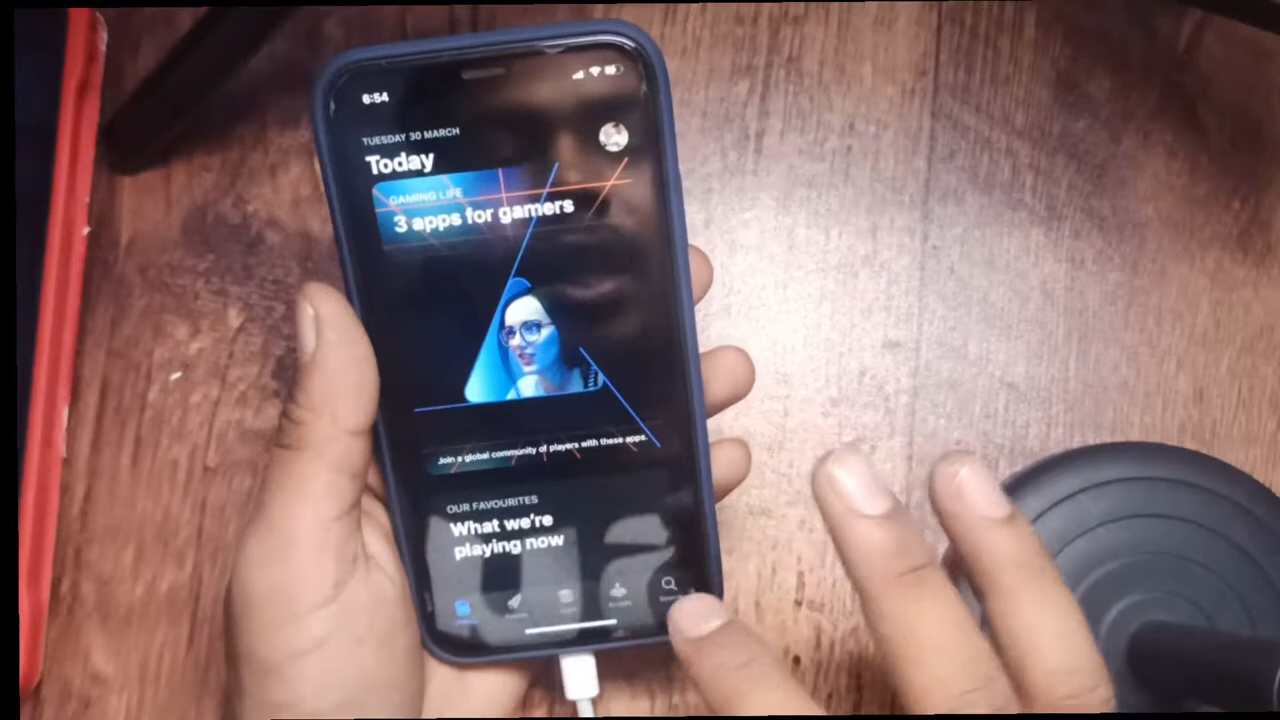 6:54
TUESDAY 30 MARCH
Today
GAMING LIFE
3 apps for gamers
Join a global community of players with these apps.
OUR FAVOURITES
What we're
playing now